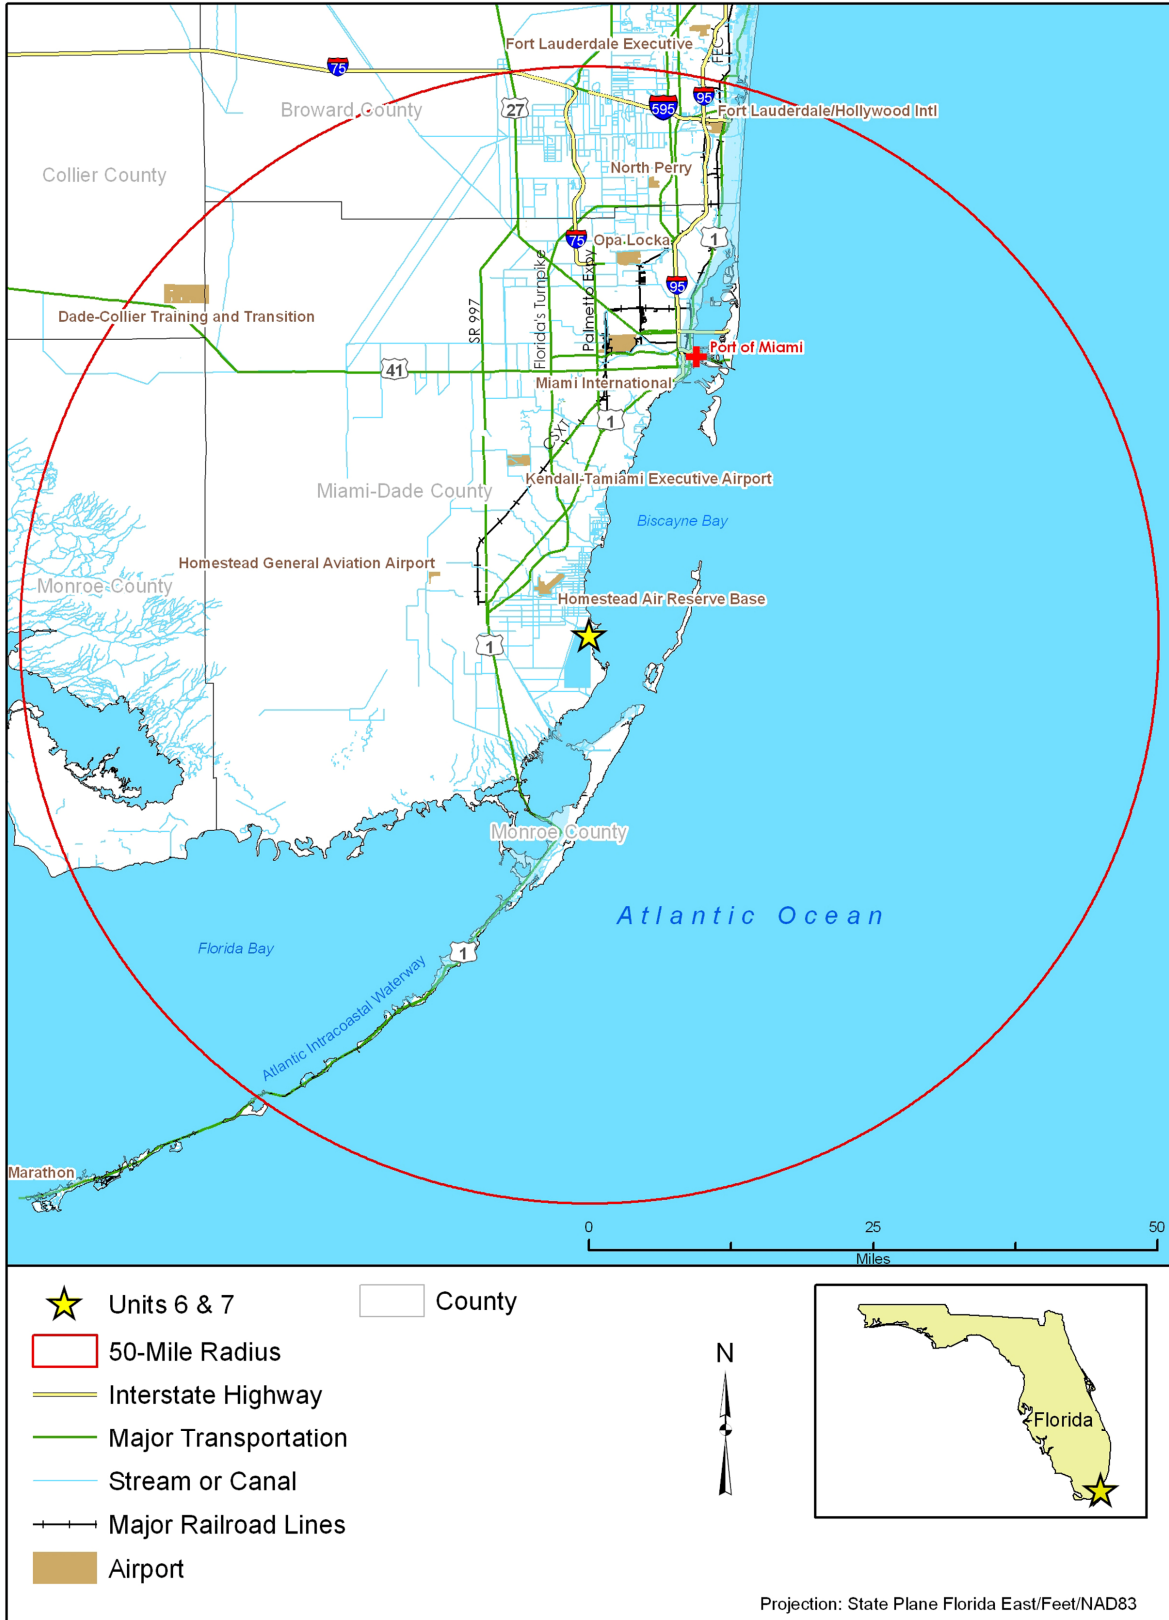 Fort Lauderdale Executive
FEC
75
95
Broward County
27
595
Fort Lauderdale/Hollywood Intl
Collier County
North Perry
75
Opa Locka
1
95
Dade-Collier Training and Transition
SR 997
Florida's Turnpike
Palmetto Expy
Port of Miami
41
Miami International
1
CSXT
Kendall-Tamiami Executive Airport
Miami-Dade County
Biscayne Bay
Homestead General Aviation Airport
Monroe County
Homestead Air Reserve Base
1
Monroe County
Atlantic Ocean
Florida Bay
1
Atlantic Intracoastal Waterway
Marathon
0 25 50
Miles
Units 6 & 7
County
50-Mile Radius
Interstate Highway
Major Transportation
Stream or Canal
Major Railroad Lines
Airport
N
Florida
Projection: State Plane Florida East/Feet/NAD83